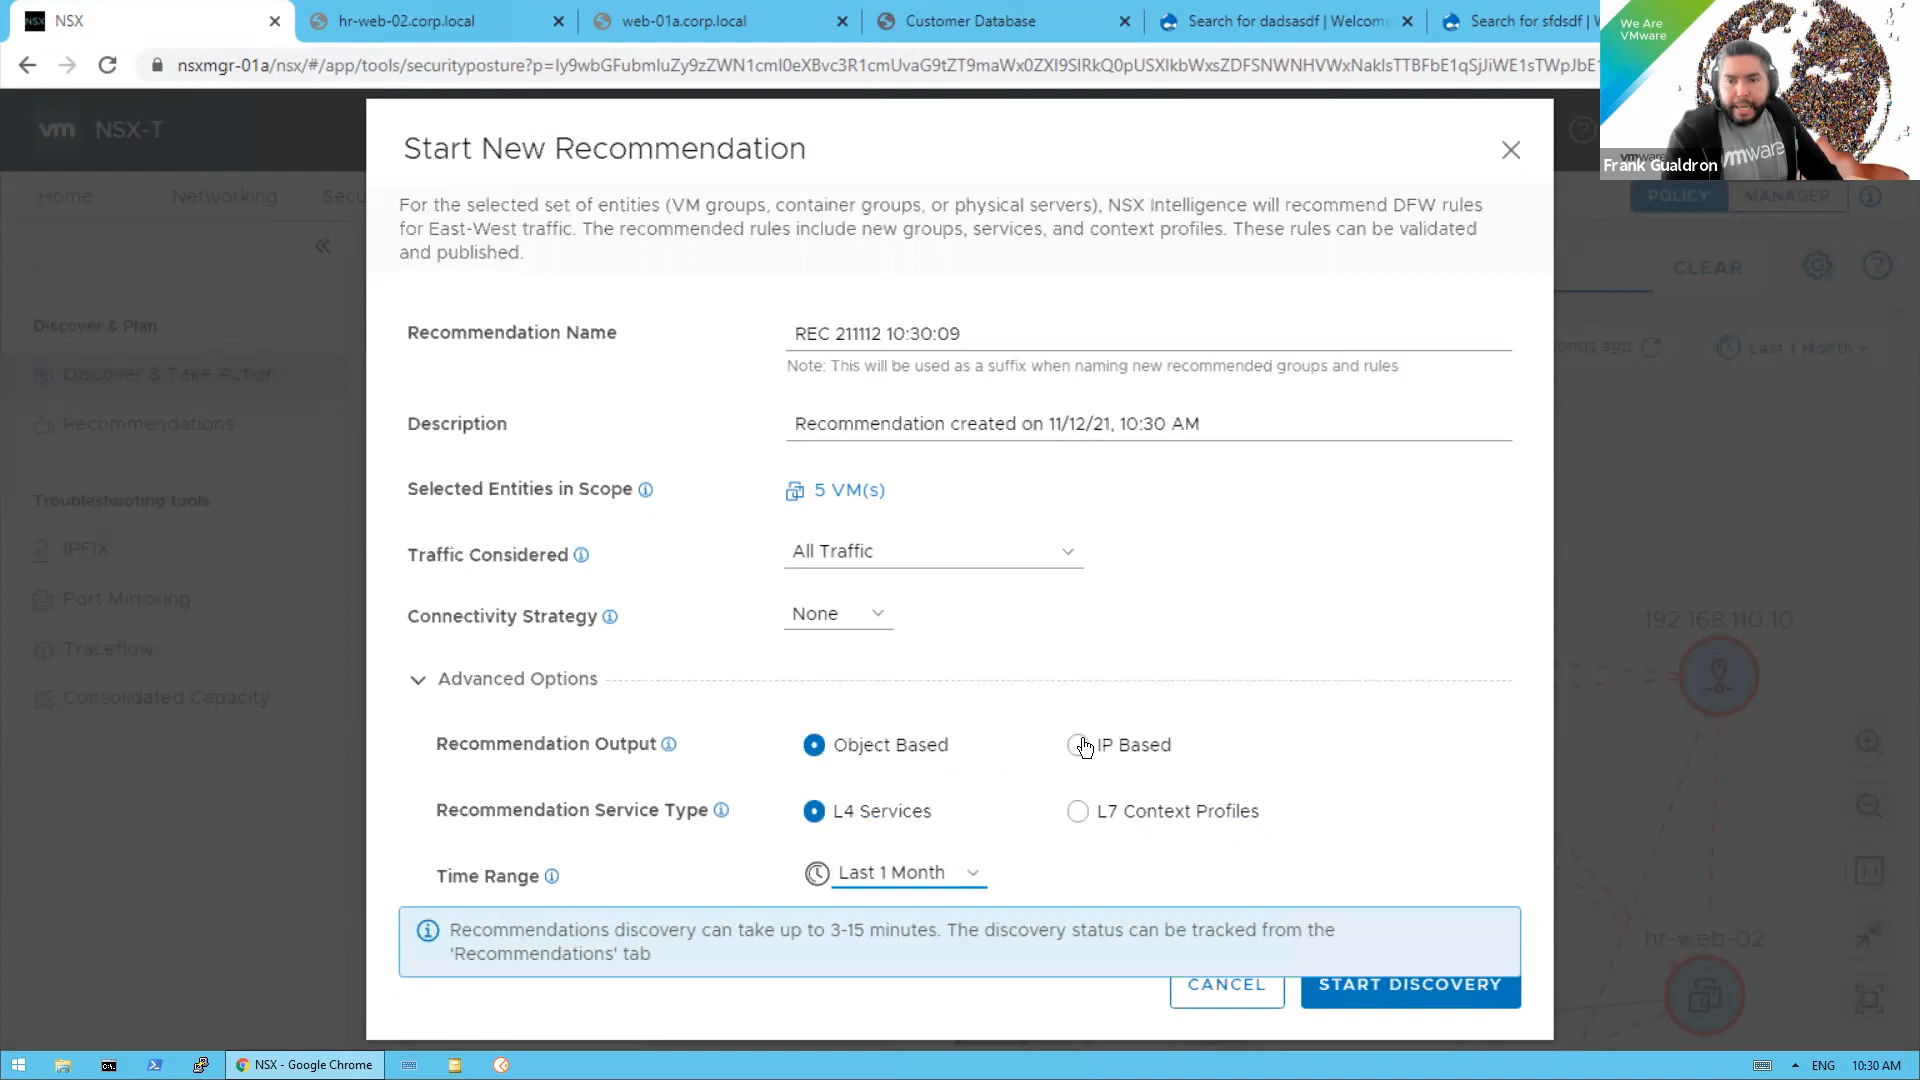 NSX
hr-web-02.corp.local
web-01a.corp.local
Customer Database
Search for dadsasdf | Welcome
Search for sfdsdf | W
nsxmgr-01a/nsx/#/app/tools/securityposture?p=
We Are
VMware
vmware
Frank Gualdron
vm NSX-T
Home
Networking
Secu
POLICY
MANAGER
CLEAR
onds ago
Last 1 Month
Discover & Plan
Discover & Take Action
Recommendations
Troubleshooting tools
IPFIX
Port Mirroring
Traceflow
Consolidated Capacity
Start New Recommendation
For the selected set of entities (VM groups, container groups, or physical servers), NSX Intelligence will recommend DFW rules
for East-West traffic. The recommended rules include new groups, services, and context profiles. These rules can be validated
and published.
Recommendation Name
REC 211112 10:30:09
Note: This will be used as a suffix when naming new recommended groups and rules
Description
Recommendation created on 11/12/21, 10:30 AM
Selected Entities in Scope
5 VM(s)
Traffic Considered
All Traffic
Connectivity Strategy
None
Advanced Options
Recommendation Output
Object Based
IP Based
Recommendation Service Type
L4 Services
L7 Context Profiles
Time Range
Last 1 Month
Recommendations discovery can take up to 3-15 minutes. The discovery status can be tracked from the
'Recommendations' tab
CANCEL
START DISCOVERY
192.168.110.10
hr-web-02
NSX - Google Chrome
ENG
10:30 AM